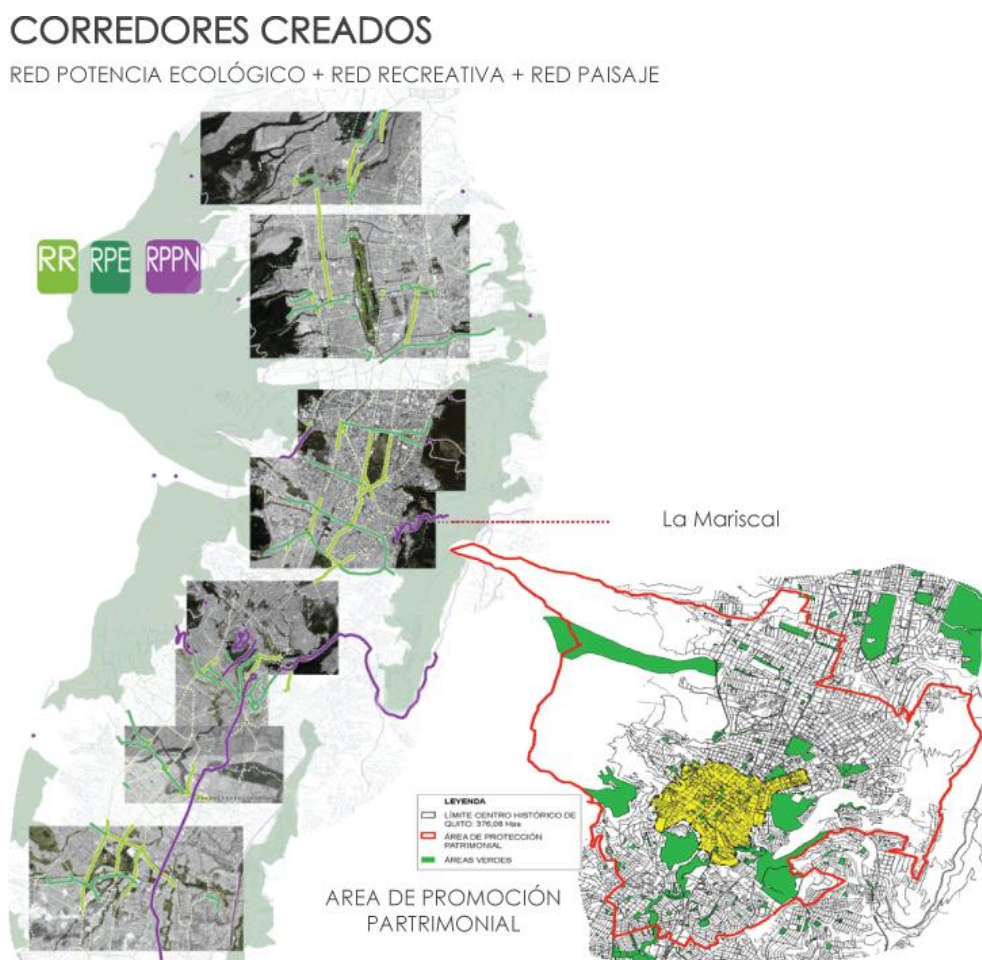 CORREDORES CREADOS
RED POTENCIA ECOLÓGICO + RED RECREATIVA + RED PAISAJE
RR RPE RPPN
La Mariscal
LEYENDA
LÍMITE CENTRO HISTÓRICO DE
QUITO: 376,08 Has
ÁREA DE PROTECCIÓN
PATRIMONIAL
ÁREAS VERDES
AREA DE PROMOCIÓN
PARTRIMONIAL